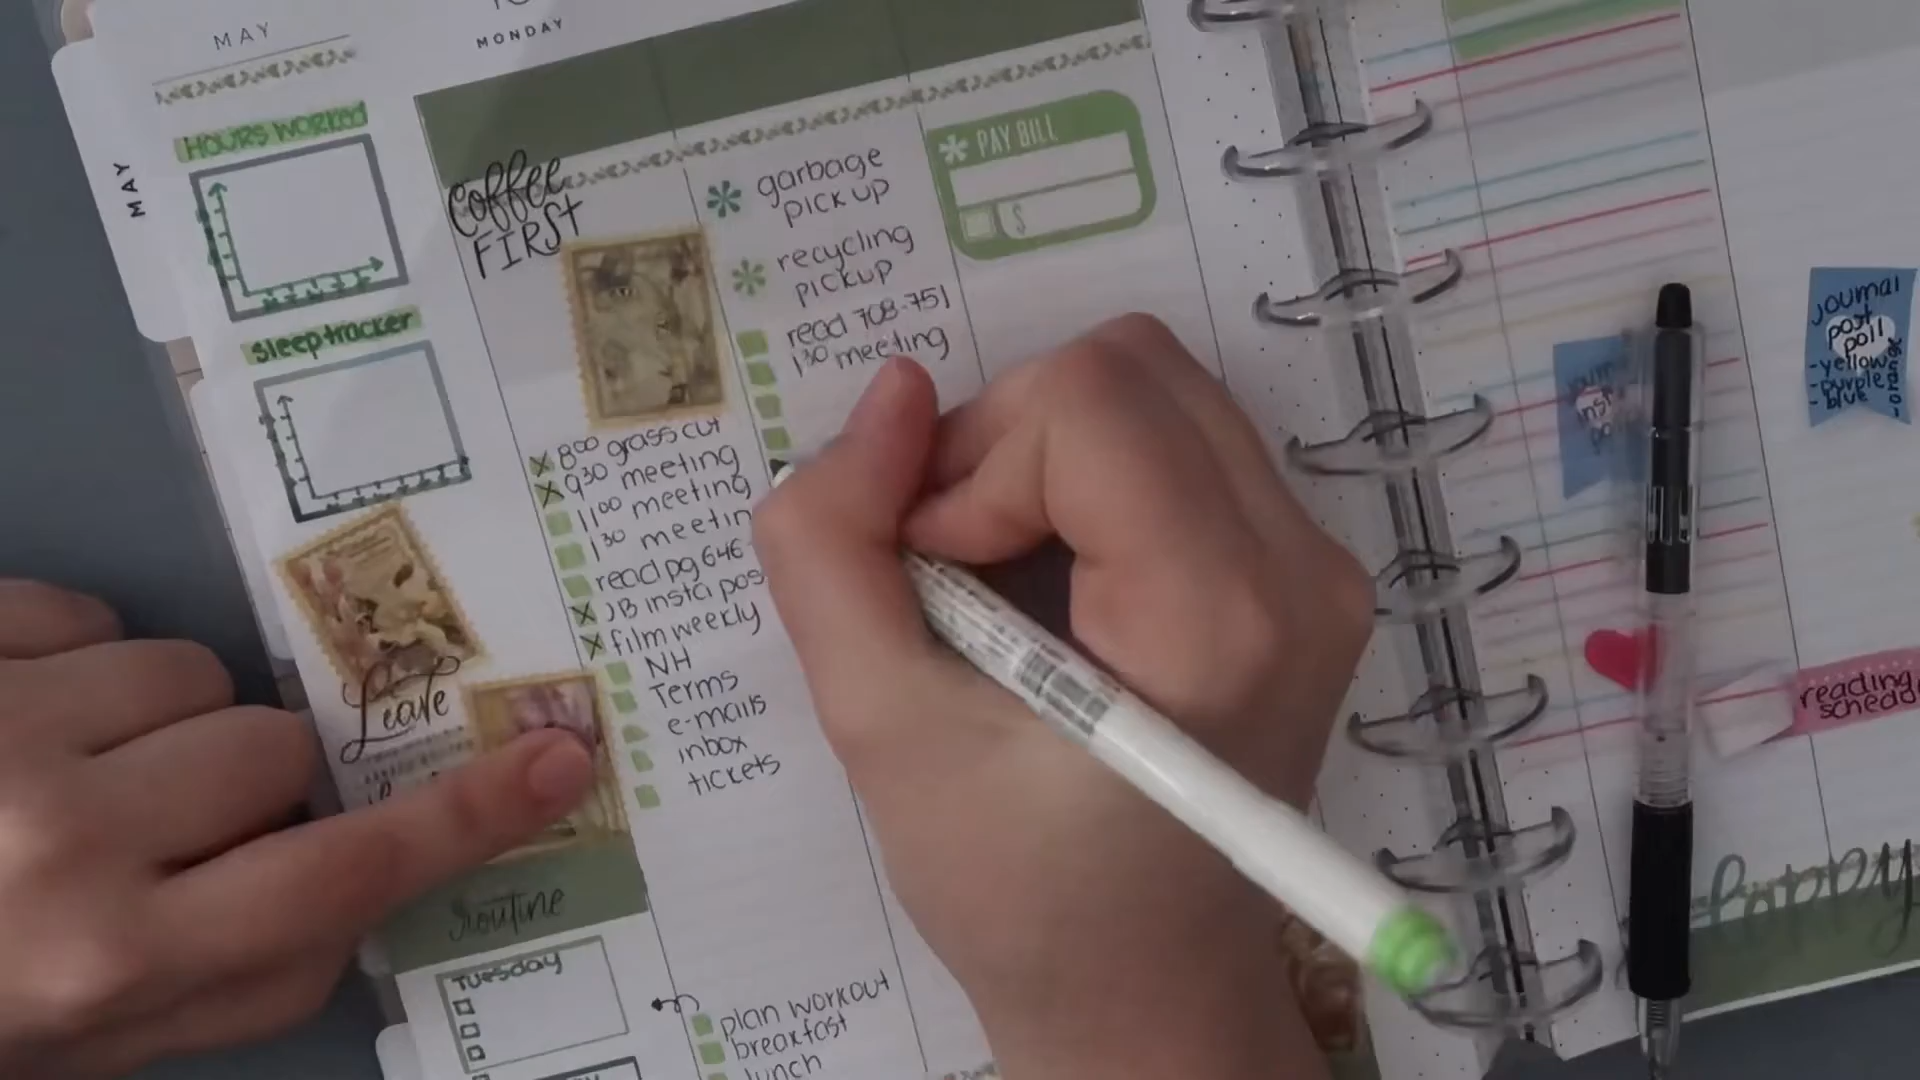 MAY
MONDAY
MAY
HOURS WORKED
sleep tracker
Leave
coffee
FIRST
8:00 grass cut
9:30 meeting
11:00 meeting
1:30 meetin
read pg 646
JB insta pos
film weekly
NH
Terms
e-mails
inbox
tickets
routine
Tuesday
garbage
pick up
recycling
pickup
read 708-751
1:30 meeting
plan workout
breakfast
lunch
* PAY BILL
$
journal
post
poll
-yellow
-purple
-blue
-orange
reading
happy